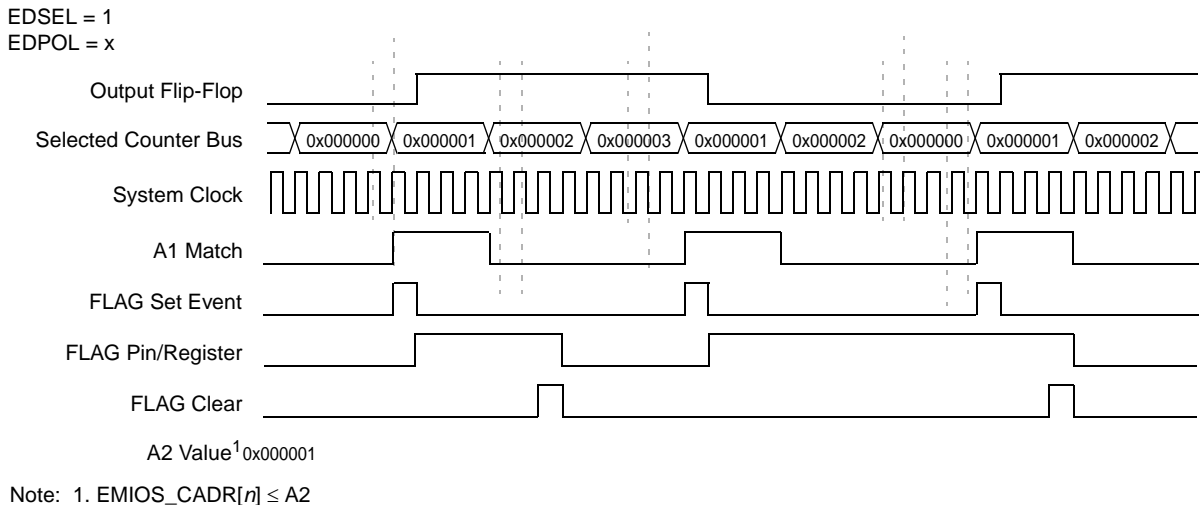 EDSEL = 1
EDPOL = x
Output Flip-Flop
Selected Counter Bus 0x000000 0x000001 0x000002 0x000003 0x000001 0x000002 0x000000 0x000001 0x000002
System Clock
A1 Match
FLAG Set Event
FLAG Pin/Register
FLAG Clear
A2 Value¹ 0x000001
Note: 1. EMIOS_CADR[n] ≤ A2